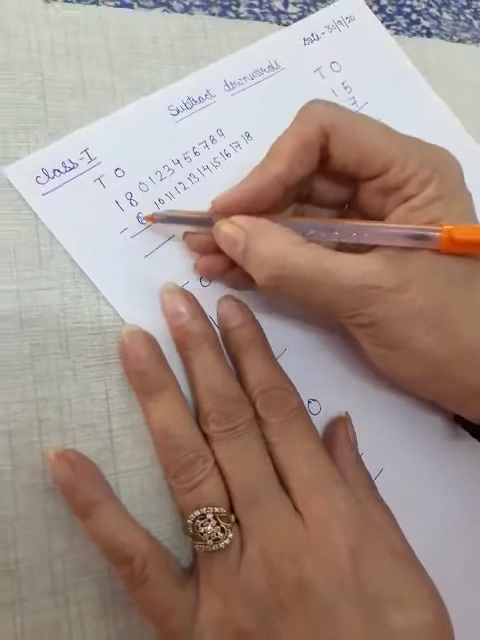 Date-30/9/20
Subtract downwards
Class-I
T O
1 5
7
T O
1 8 0 1 2 3 4 5 6 7 8 9
- 6 10 11 12 13 14 15 16 17 18
O
O